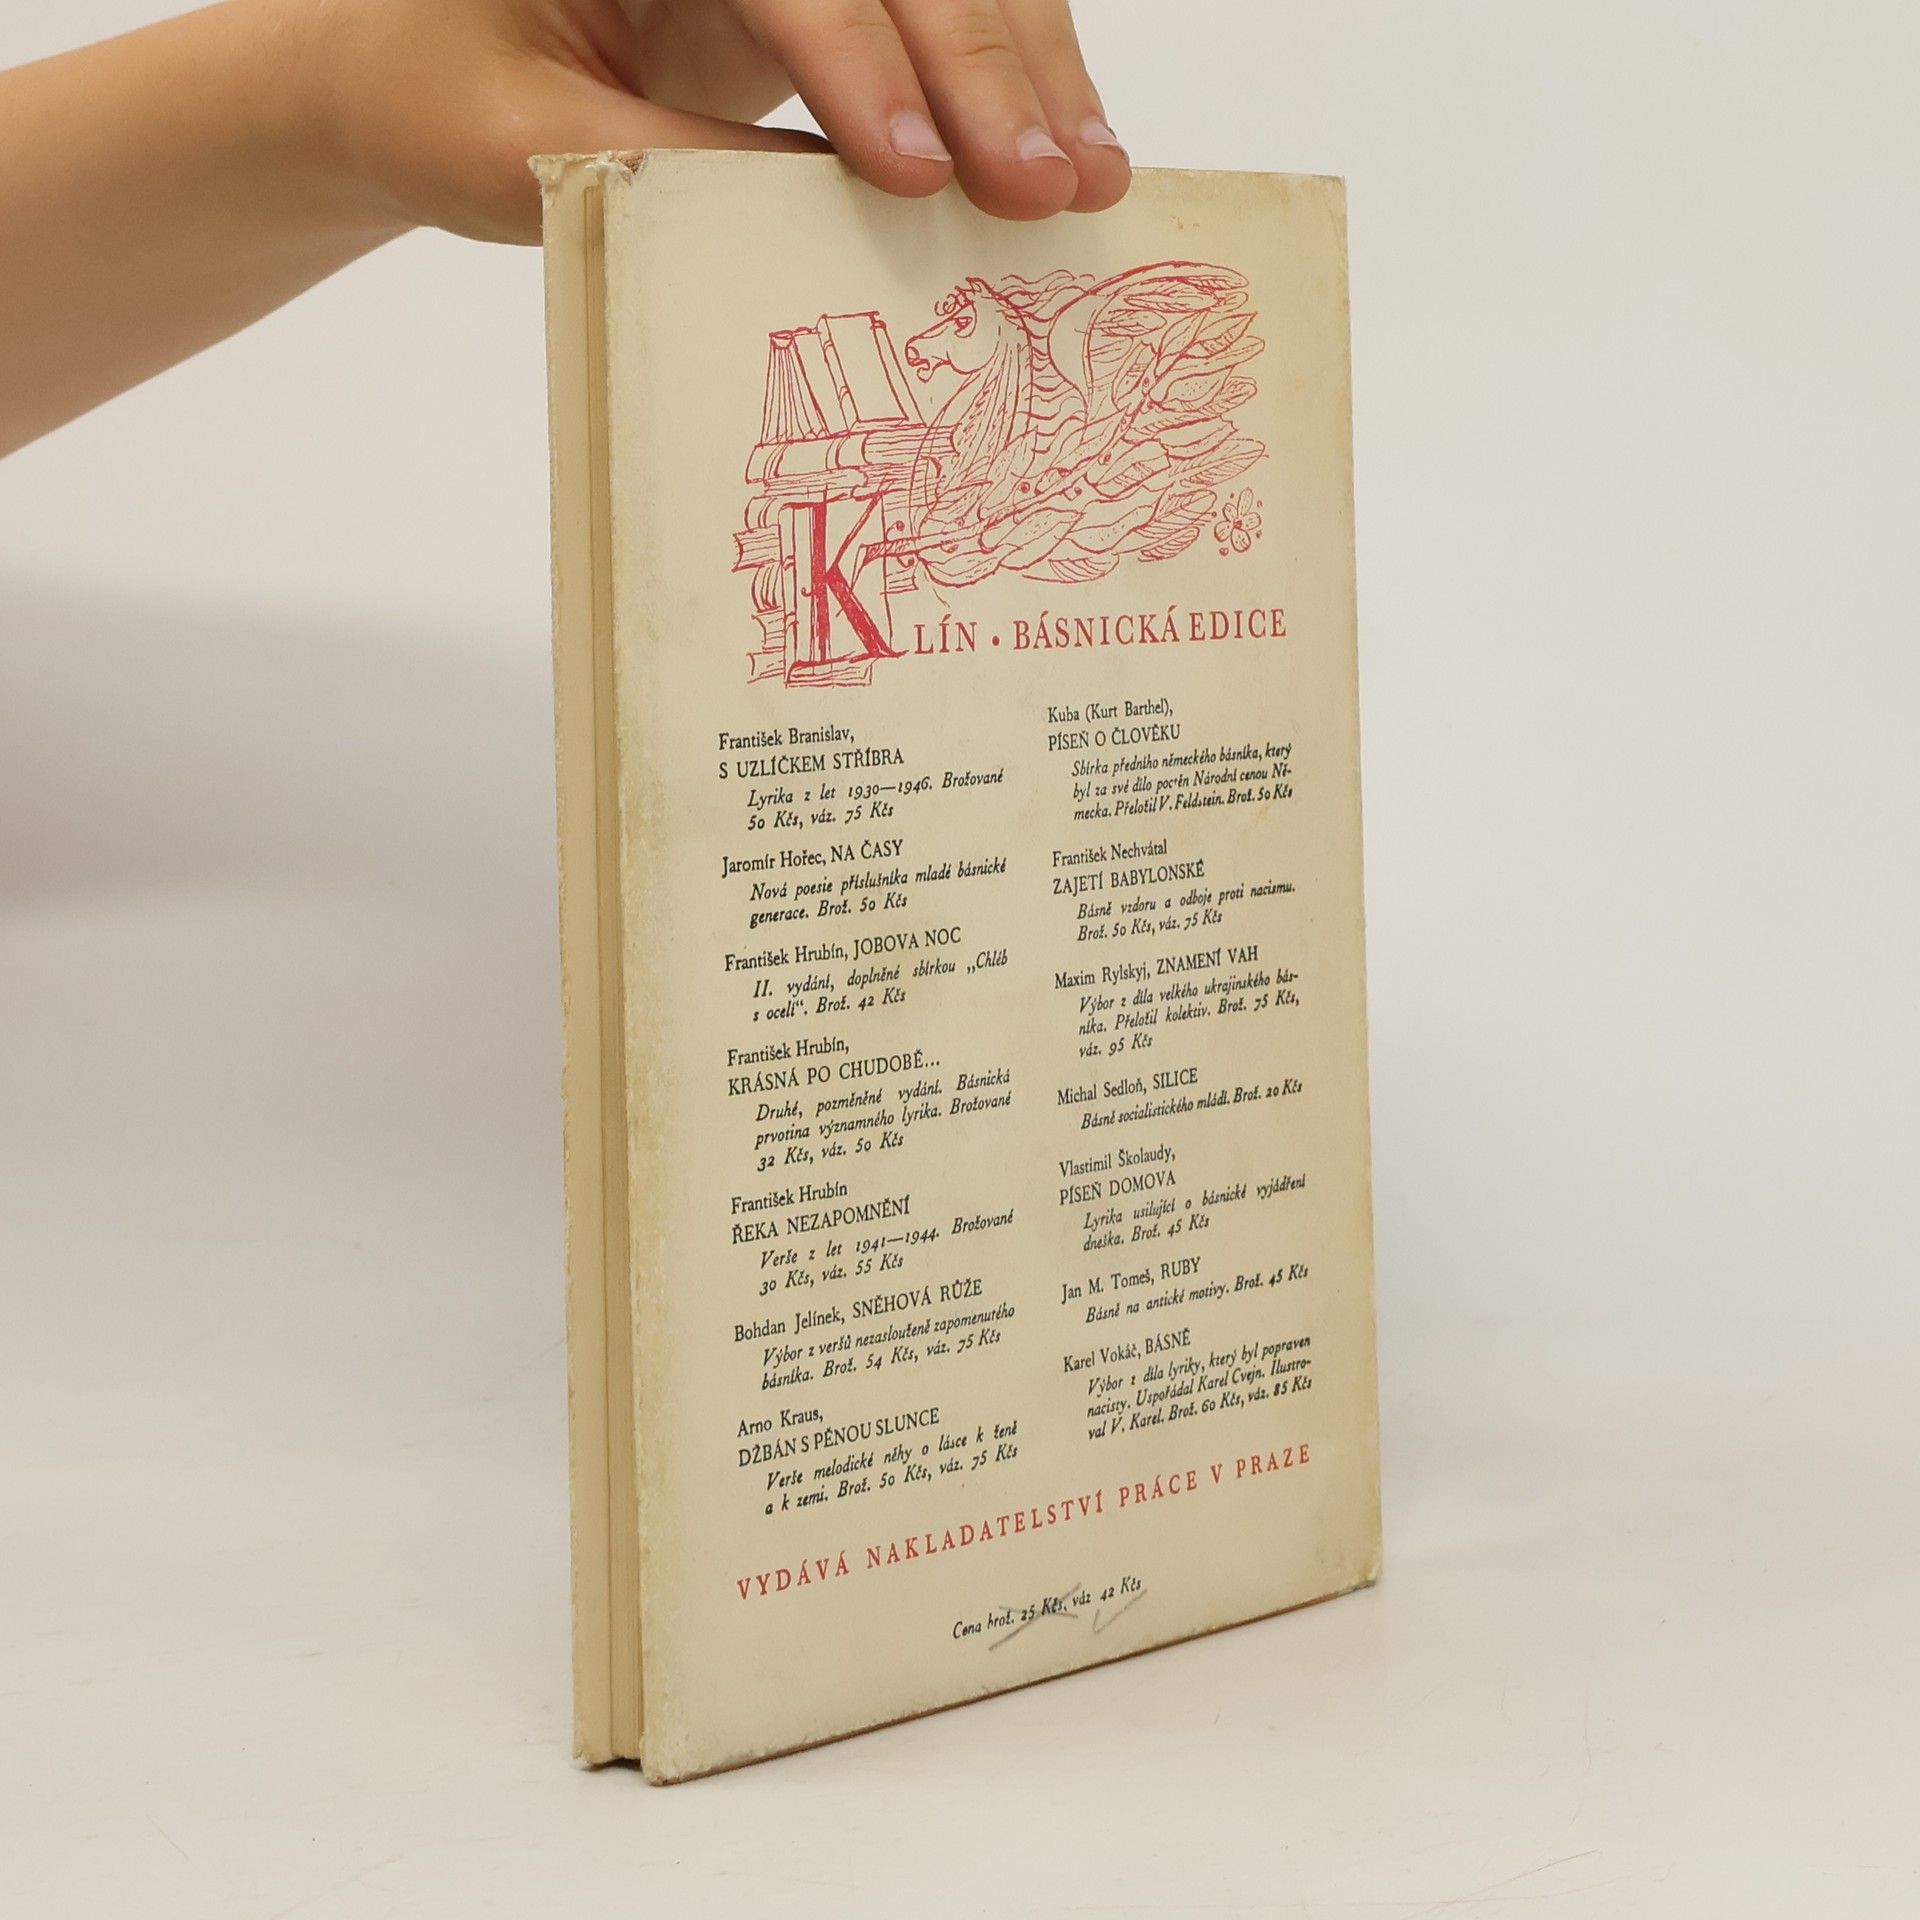 KLÍN • BÁSNICKÁ EDICE
František Branislav,
S UZLÍČKEM STŘÍBRA
Lyrika z let 1930—1946. Brožované
50 Kčs, váz. 75 Kčs
Jaromír Hořec, NA ČASY
Nová poesie příslušníka mladé básnické
generace. Brož. 50 Kčs
František Hrubín, JOBOVA NOC
II. vydání, doplněné sbírkou „Chléb
s ocelí“. Brož. 42 Kčs
František Hrubín,
KRÁSNÁ PO CHUDOBĚ...
Druhé, pozměněné vydání. Básnická
prvotina významného lyrika. Brožované
32 Kčs, váz. 50 Kčs
František Hrubín
ŘEKA NEZAPOMNĚNÍ
Verše z let 1941—1944. Brožované
30 Kčs, váz. 55 Kčs
Bohdan Jelínek, SNĚHOVÁ RŮŽE
Výbor z veršů nezaslouženě zapomenutého
básníka. Brož. 54 Kčs, váz. 75 Kčs
Arno Kraus,
DŽBÁN S PĚNOU SLUNCE
Verše melodické něhy o lásce k ženě
a k zemi. Brož. 50 Kčs, váz. 75 Kčs
Kuba (Kurt Barthel),
PÍSEŇ O ČLOVĚKU
Sbírka předního německého básníka, který
byl za své dílo poctěn Národní cenou Ně-
mecka. Přeložil V. Feldstein. Brož. 50 Kčs
František Nechvátal
ZAJETÍ BABYLONSKÉ
Básně vzdoru a odboje proti nacismu.
Brož. 50 Kčs, váz. 75 Kčs
Maxim Rylskyj, ZNAMENÍ VAH
Výbor z díla velkého ukrajinského bás-
níka. Přeložil kolektiv. Brož. 75 Kčs,
váz. 95 Kčs
Michal Sedloň, SILICE
Básně socialistického mládí. Brož. 20 Kčs
Vlastimil Školaudy,
PÍSEŇ DOMOVA
Lyrika usilující o básnické vyjádření
dneška. Brož. 45 Kčs
Jan M. Tomeš, RUBY
Básně na antické motivy. Brož. 45 Kčs
Karel Vokáč, BÁSNĚ
Výbor z díla lyriky, který byl popraven
nacisty. Uspořádal Karel Cvejn. Ilustro-
val V. Karel. Brož. 60 Kčs, váz. 85 Kčs
VYDÁVÁ NAKLADATELSTVÍ PRÁCE V PRAZE
Cena brož. 25 Kčs, váz 42 Kčs